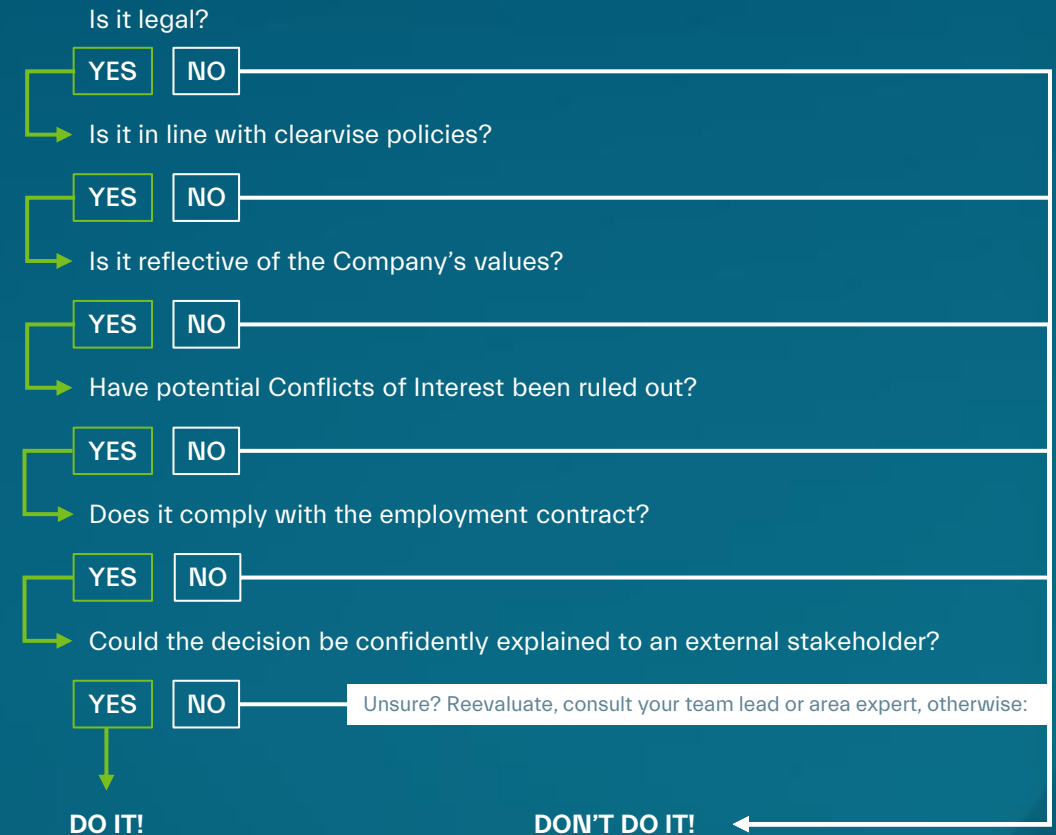 Is it legal?
YES NO
Is it in line with clearvise policies?
YES NO
Is it reflective of the Company's values?
YES NO
Have potential Conflicts of Interest been ruled out?
YES NO
Does it comply with the employment contract?
YES NO
Could the decision be confidently explained to an external stakeholder?
YES NO Unsure? Reevaluate, consult your team lead or area expert, otherwise:
DO IT! DON'T DO IT!